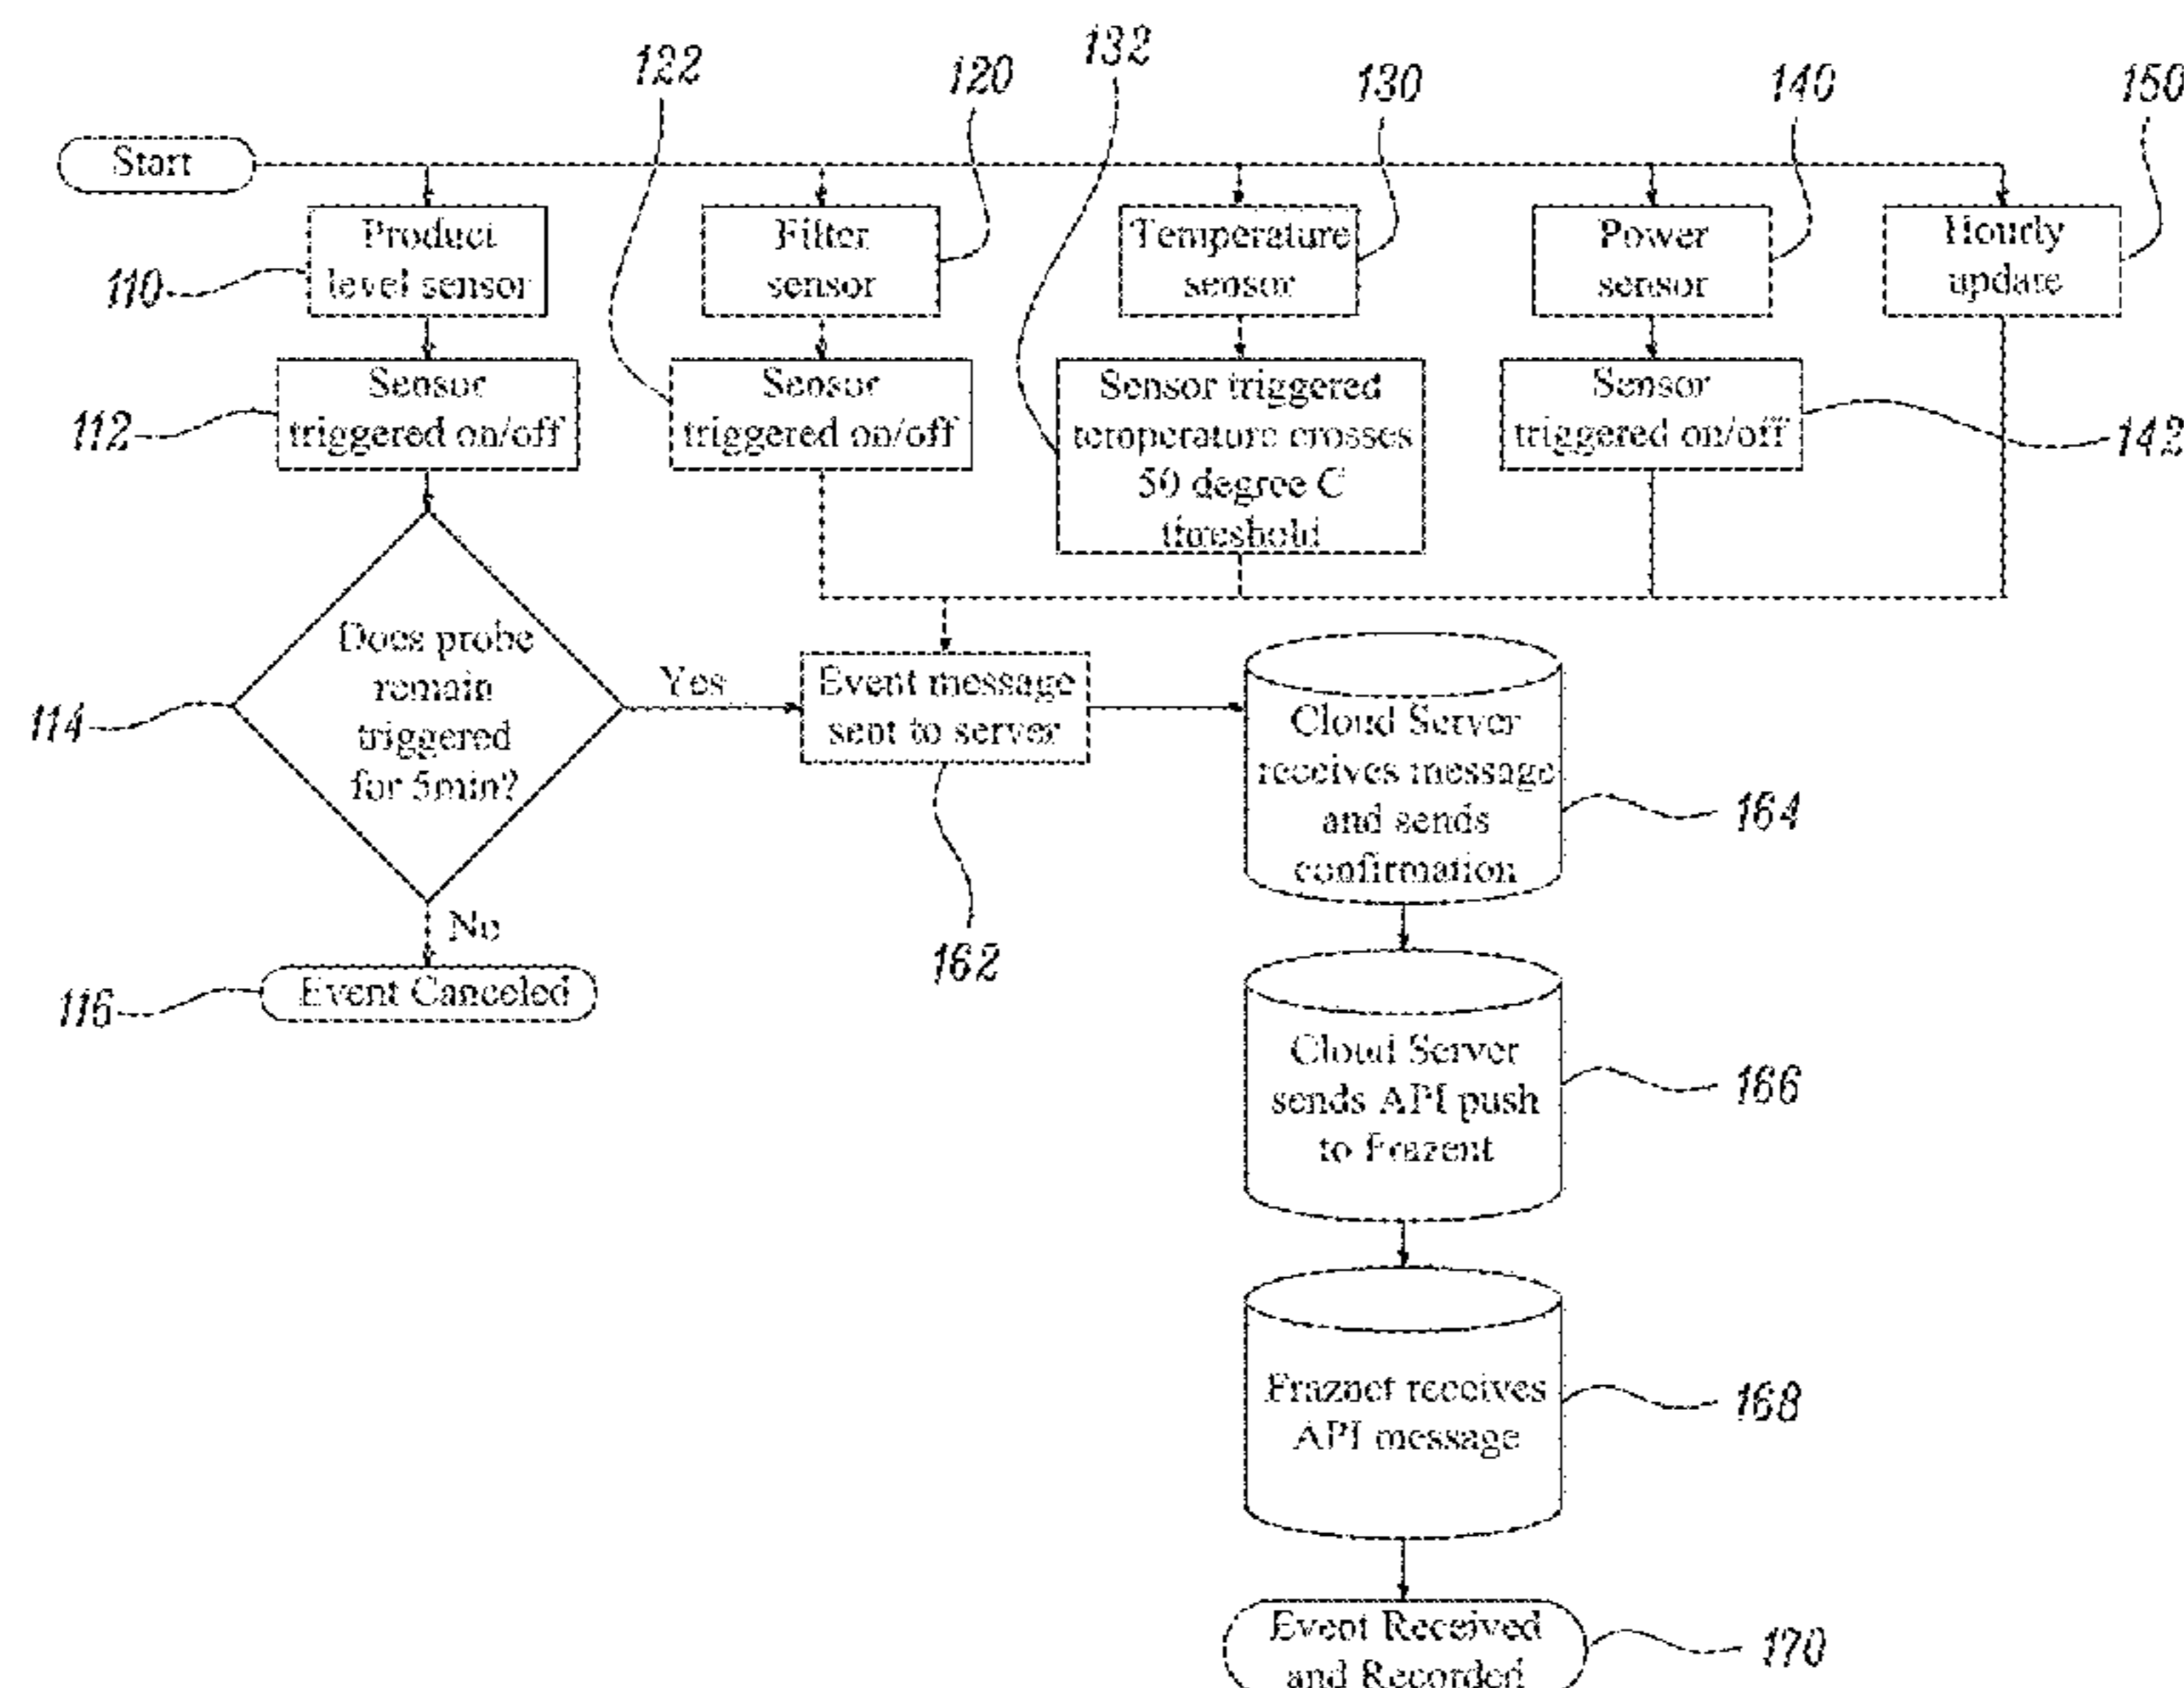 122
120
132
130
140
150
Start
Product
level sensor
Filter
sensor
Temperature
sensor
Power
sensor
Hourly
update
110
Sensor
triggered on/off
Sensor
triggered on/off
Sensor triggered
temperature crosses
50 degree C
threshold
Sensor
triggered on/off
112
142
Does probe
remain
triggered
for 5min?
114
Yes
Event message
sent to server
Cloud Server
receives message
and sends
confirmation
164
No
162
Event Canceled
116
Cloud Server
sends API push
to Frazent
166
Fraznet receives
API message
168
Event Received
and Recorded
170